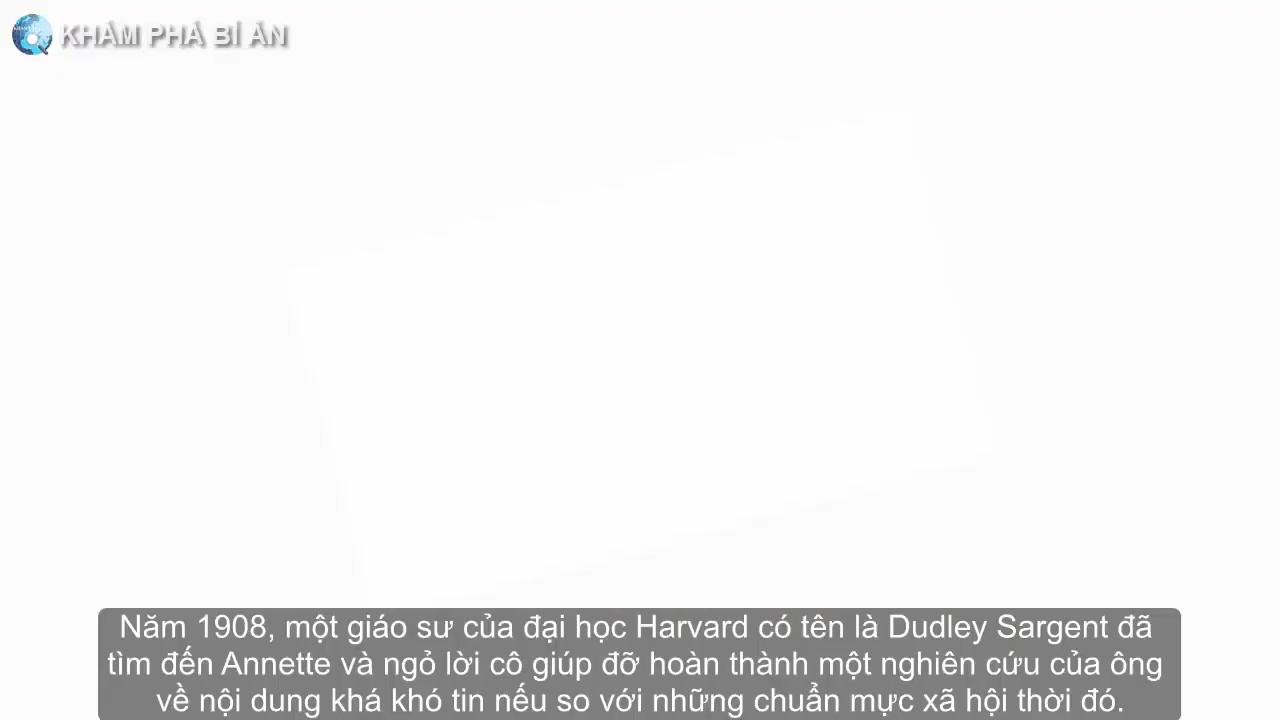 KHÁM PHÁ BÍ ẨN
Năm 1908, một giáo sư của đại học Harvard có tên là Dudley Sargent đã
tìm đến Annette và ngỏ lời cô giúp đỡ hoàn thành một nghiên cứu của ông
về nội dung khá khó tin nếu so với những chuẩn mực xã hội thời đó.